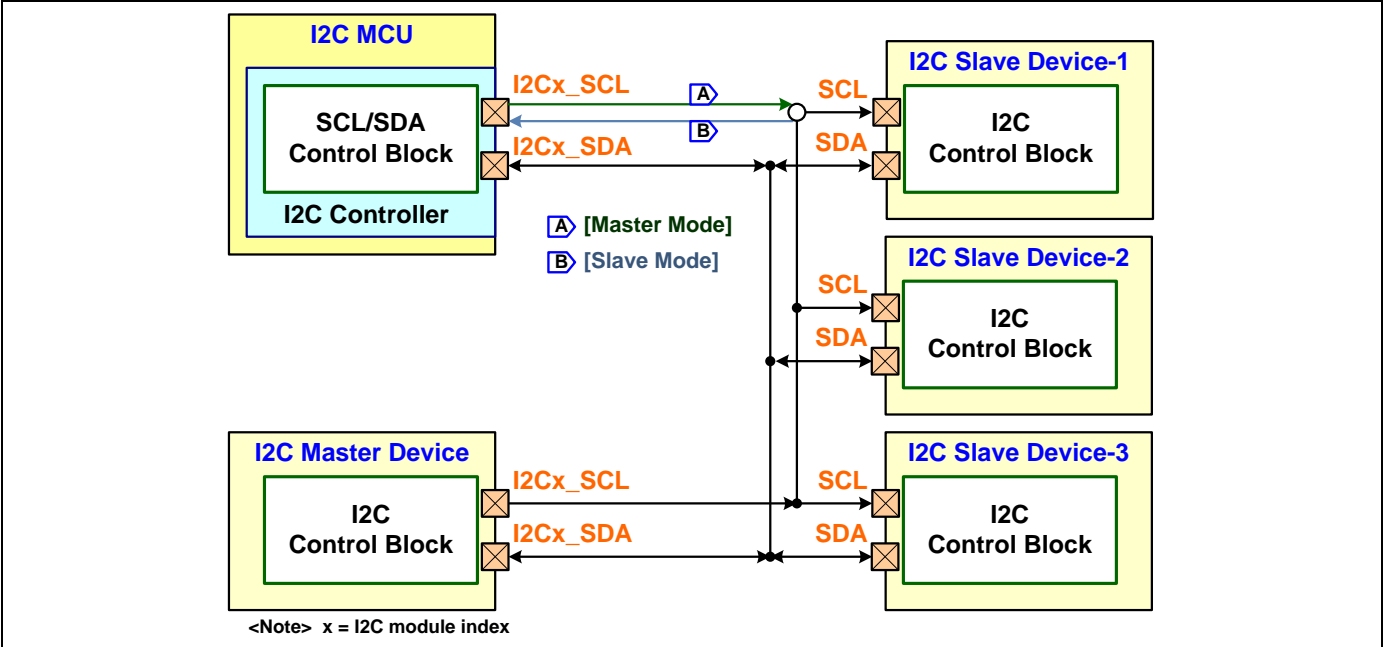 I2C MCU
SCL/SDA
Control Block
I2C Controller
I2Cx_SCL
I2Cx_SDA
A
B
A [Master Mode]
B [Slave Mode]
I2C Slave Device-1
SCL
SDA
I2C
Control Block
I2C Slave Device-2
SCL
SDA
I2C
Control Block
I2C Master Device
I2C
Control Block
I2Cx_SCL
I2Cx_SDA
I2C Slave Device-3
SCL
SDA
I2C
Control Block
<Note>  x = I2C module index